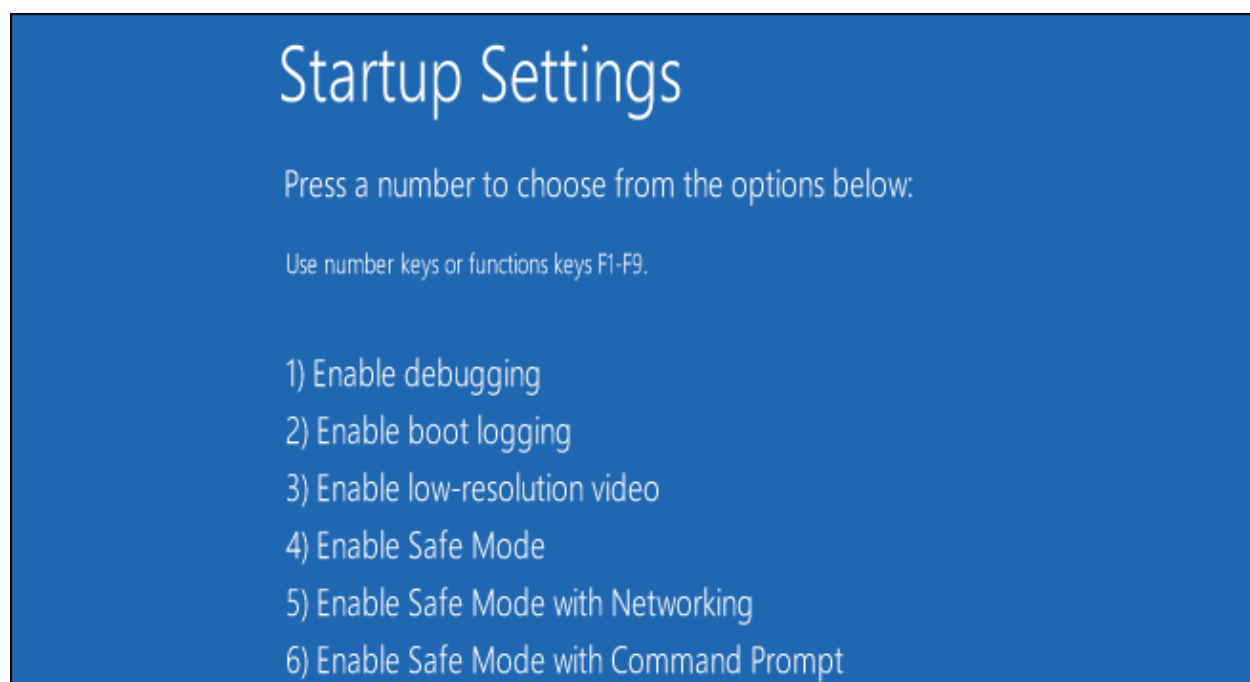 Startup Settings
Press a number to choose from the options below:
Use number keys or functions keys F1-F9.
1) Enable debugging
2) Enable boot logging
3) Enable low-resolution video
4) Enable Safe Mode
5) Enable Safe Mode with Networking
6) Enable Safe Mode with Command Prompt